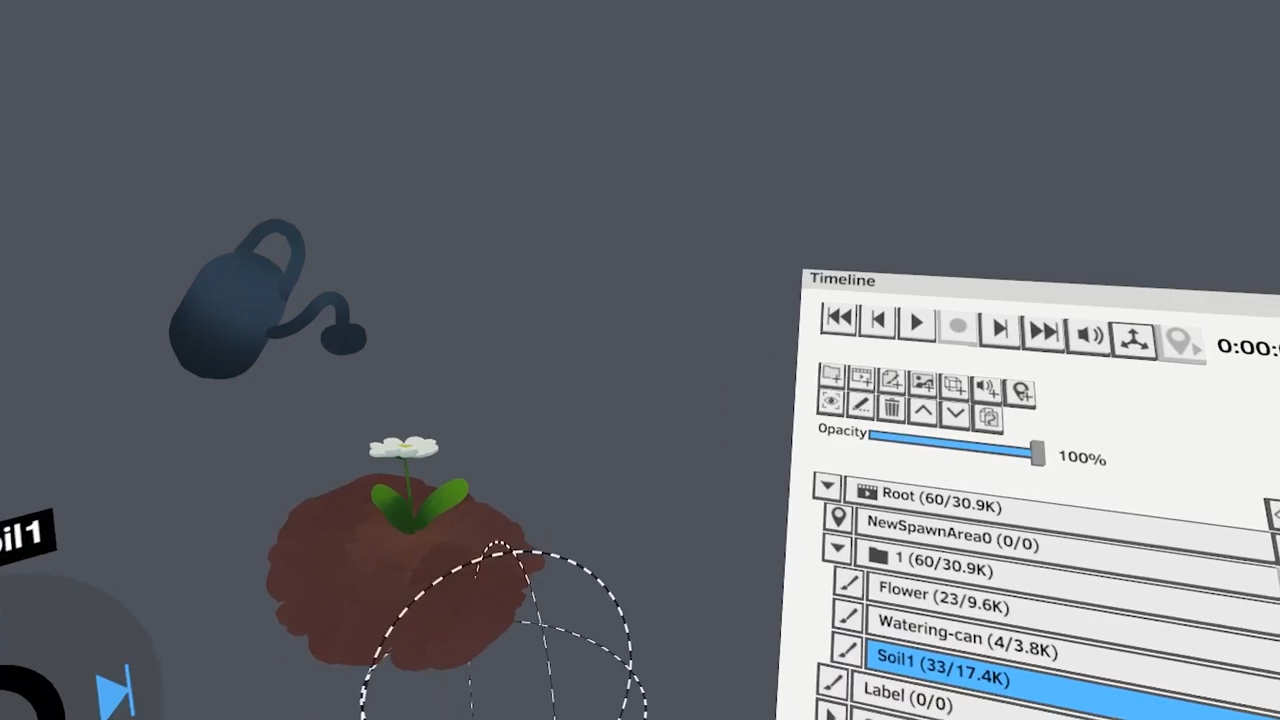 Timeline
0:00:
Opacity 100%
Root (60/30.9K)
NewSpawnArea0 (0/0)
1 (60/30.9K)
Flower (23/9.6K)
Watering-can (4/3.8K)
Soil1 (33/17.4K)
Label (0/0)
oil1